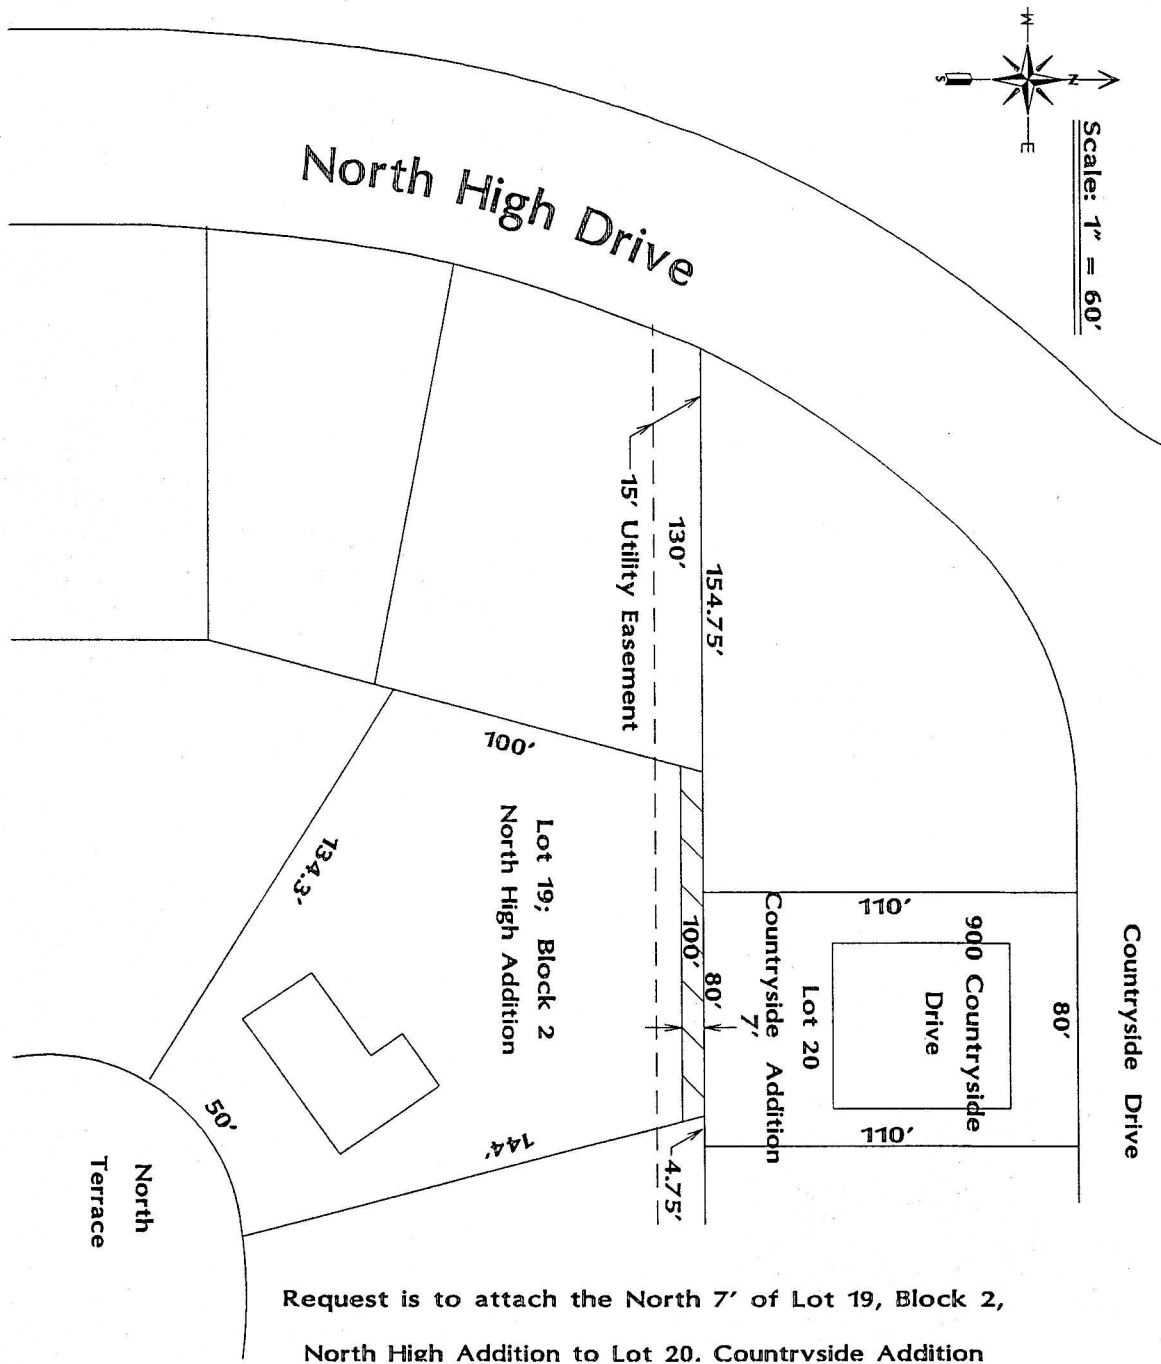 W
N
S
E
Scale: 1" = 60'
North High Drive
15' Utility Easement
130'
154.75'
100'
134.3'
Lot 19; Block 2
North High Addition
100'
80'
7'
Countryside Addition
Lot 20
110'
900 Countryside
Drive
80'
110'
Countryside Drive
50'
144'
4.75'
North
Terrace
Request is to attach the North 7' of Lot 19, Block 2,
North High Addition to Lot 20, Countryside Addition